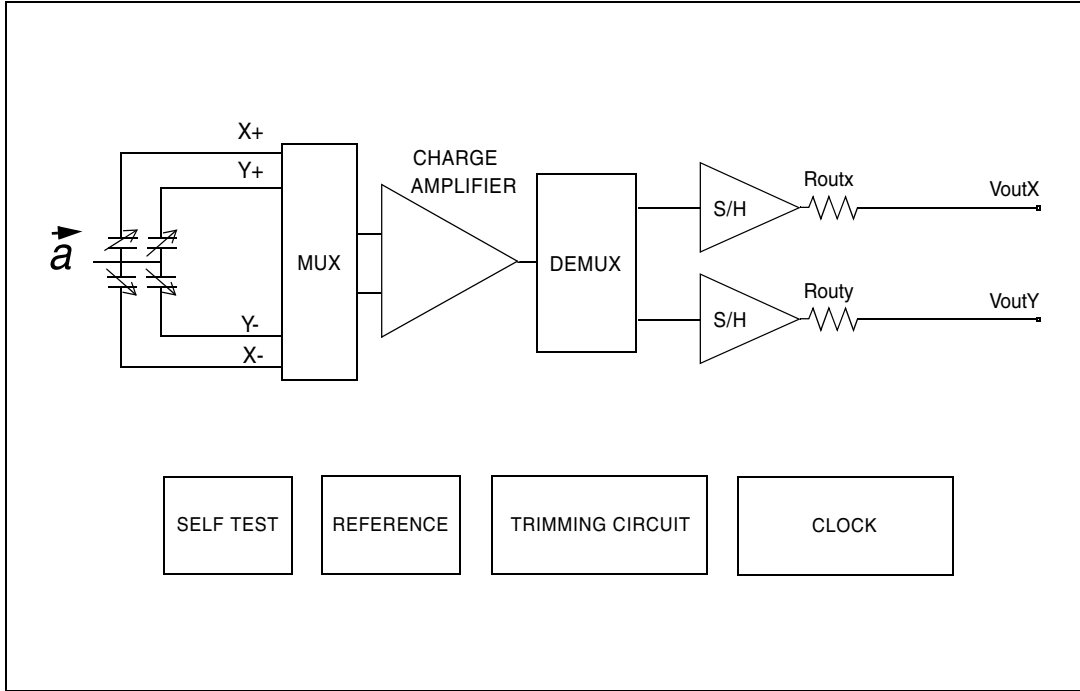 X+
Y+
CHARGE
AMPLIFIER
Routx
VoutX
S/H
a
MUX
DEMUX
Routy
VoutY
S/H
Y-
X-
SELF TEST
REFERENCE
TRIMMING CIRCUIT
CLOCK